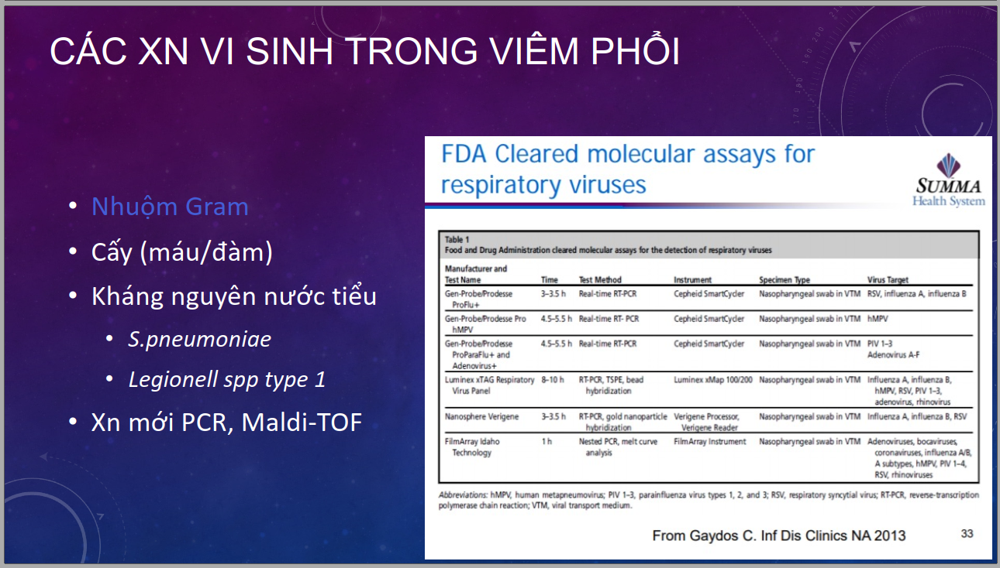 CÁC XN VI SINH TRONG VIÊM PHỔI
• Nhuộm Gram
• Cấy (máu/đàm)
• Kháng nguyên nước tiểu
• S.pneumoniae
• Legionell spp type 1
• Xn mới PCR, Maldi-TOF
FDA Cleared molecular assays for
respiratory viruses
SUMMA
Health System
Table 1
Food and Drug Administration cleared molecular assays for the detection of respiratory viruses
Manufacturer and
Test Name Time Test Method Instrument Specimen Type Virus Target
Gen-Probe/Prodesse 3–3.5 h Real-time RT-PCR Cepheid SmartCycler Nasopharyngeal swab in VTM RSV, influenza A, influenza B
ProFlu+
Gen-Probe/Prodesse Pro 4.5–5.5 h Real-time RT- PCR Cepheid SmartCycler Nasopharyngeal swab in VTM hMPV
hMPV
Gen-Probe/Prodesse 4.5–5.5 h Real-time RT-PCR Cepheid SmartCycler Nasopharyngeal swab in VTM PIV 1–3
ProParaFlu+ and Adenovirus A-F
Adenovirus+
Luminex xTAG Respiratory 8–10 h RT-PCR, TSPE, bead Luminex xMap 100/200 Nasopharyngeal swab in VTM Influenza A, influenza B,
Virus Panel hybridization hMPV, RSV, PIV 1–3,
adenovirus, rhinovirus
Nanosphere Verigene 3–3.5 h RT-PCR, gold nanoparticle Verigene Processor, Nasopharyngeal swab in VTM Influenza A, influenza B, RSV
hybridization Verigene Reader
FilmArray Idaho 1 h Nested PCR, melt curve FilmArray Instrument Nasopharyngeal swab in VTM Adenoviruses, bocaviruses,
Technology analysis coronaviruses, influenza A/B,
A subtypes, hMPV, PIV 1–4,
RSV, rhinoviruses
Abbreviations: hMPV, human metapneumovirus; PIV 1–3, parainfluenza virus types 1, 2, and 3; RSV, respiratory syncytial virus; RT-PCR, reverse-transcription
polymerase chain reaction; VTM, viral transport medium.
From Gaydos C. Inf Dis Clinics NA 2013
33